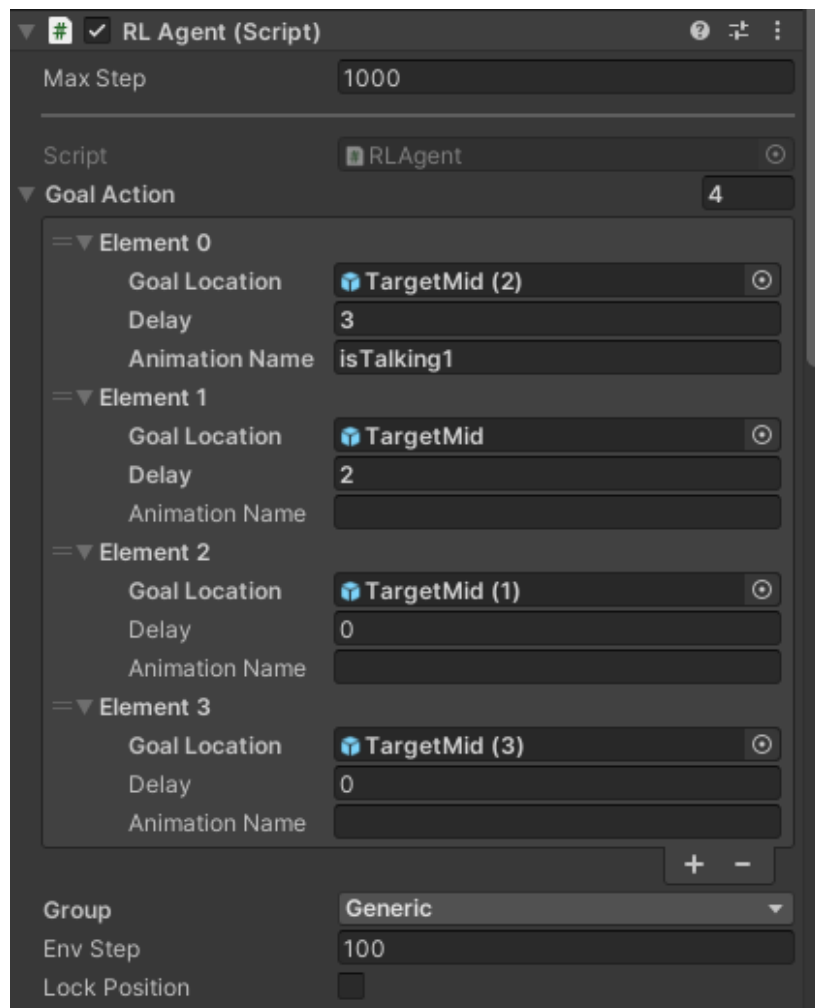 # RL Agent (Script)
Max Step 1000
Script # RLAgent
Goal Action 4
Element 0
Goal Location TargetMid (2)
Delay 3
Animation Name isTalking1
Element 1
Goal Location TargetMid
Delay 2
Animation Name
Element 2
Goal Location TargetMid (1)
Delay 0
Animation Name
Element 3
Goal Location TargetMid (3)
Delay 0
Animation Name
+ -
Group Generic
Env Step 100
Lock Position